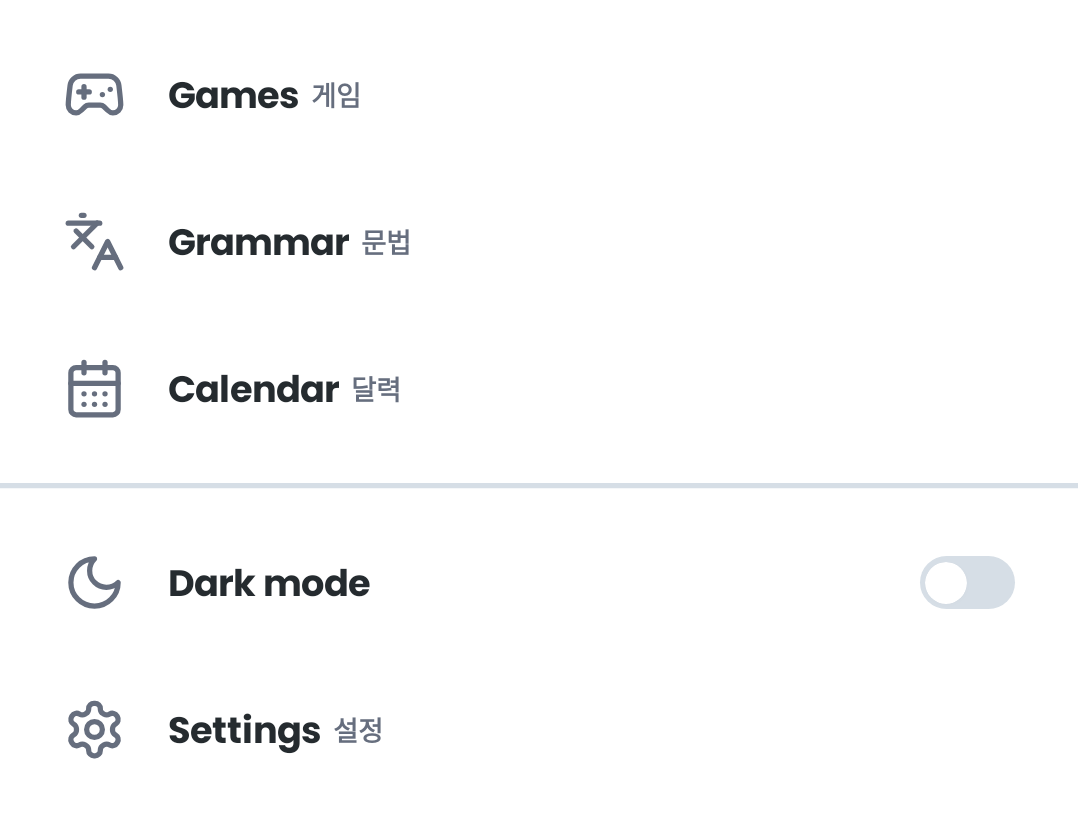 Games 게임
Grammar 문법
Calendar 달력
Dark mode
Settings 설정